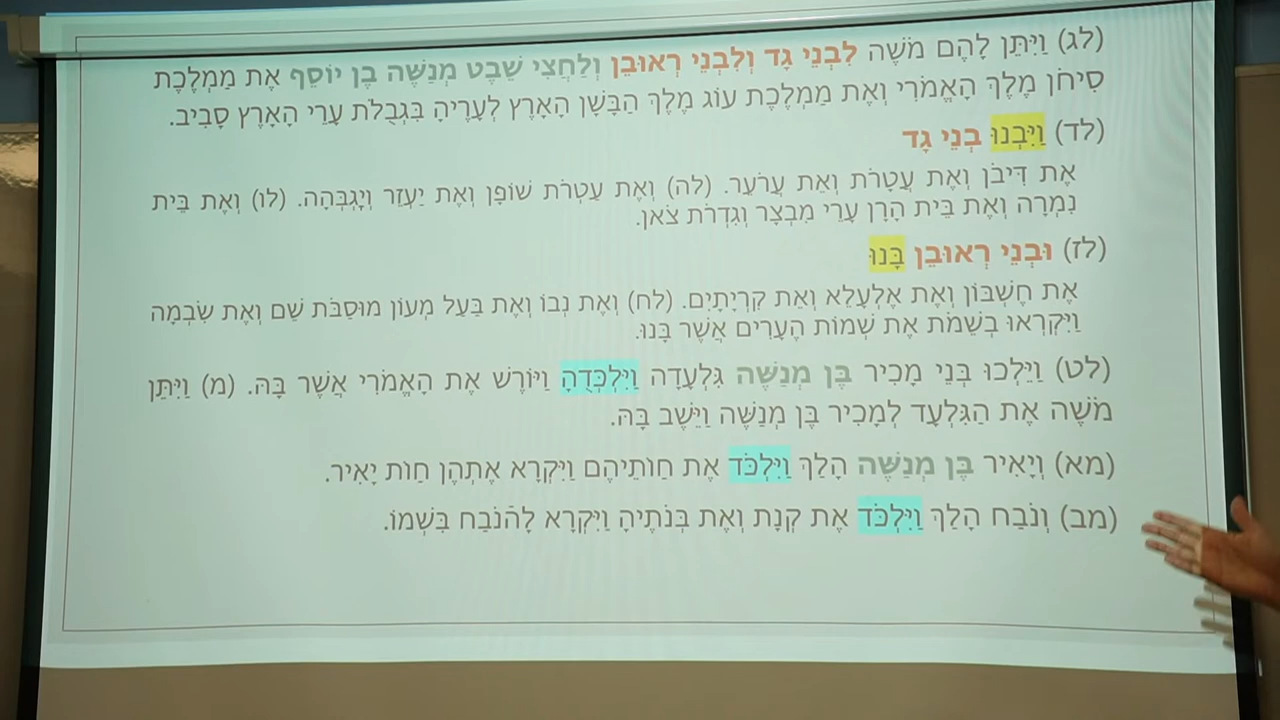 (לג) וַיִּתֵּן לָהֶם מֹשֶׁה לִבְנֵי גָד וְלִבְנֵי רְאוּבֵן וְלַחֲצִי שֵׁבֶט מְנַשֶּׁה בֶן יוֹסֵף אֶת מַמְלֶכֶת
סִיחֹן מֶלֶךְ הָאֱמֹרִי וְאֶת מַמְלֶכֶת עוֹג מֶלֶךְ הַבָּשָׁן הָאָרֶץ לְעָרֶיהָ בִּגְבֻלֹת עָרֵי הָאָרֶץ סָבִיב.
(לד) וַיִּבְנוּ בְנֵי גָד
אֶת דִּיבֹן וְאֶת עֲטָרֹת וְאֵת עֲרֹעֵר. (לה) וְאֶת עַטְרֹת שׁוֹפָן וְאֶת יַעְזֵר וְיָגְבְּהָה. (לו) וְאֶת בֵּית
נִמְרָה וְאֶת בֵּית הָרָן עָרֵי מִבְצָר וְגִדְרֹת צֹאן.
(לז) וּבְנֵי רְאוּבֵן בָּנוּ
אֶת חֶשְׁבּוֹן וְאֶת אֶלְעָלֵא וְאֵת קִרְיָתָיִם. (לח) וְאֶת נְבוֹ וְאֶת בַּעַל מְעוֹן מוּסַבֹּת שֵׁם וְאֶת שִׂבְמָה
וַיִּקְרְאוּ בְשֵׁמֹת אֶת שְׁמוֹת הֶעָרִים אֲשֶׁר בָּנוּ.
(לט) וַיֵּלְכוּ בְּנֵי מָכִיר בֶּן מְנַשֶּׁה גִּלְעָדָה וַיִּלְכְּדֻהָ וַיּוֹרֶשׁ אֶת הָאֱמֹרִי אֲשֶׁר בָּהּ. (מ) וַיִּתֵּן
מֹשֶׁה אֶת הַגִּלְעָד לְמָכִיר בֶּן מְנַשֶּׁה וַיֵּשֶׁב בָּהּ.
(מא) וְיָאִיר בֶּן מְנַשֶּׁה הָלַךְ וַיִּלְכֹּד אֶת חַוֺּתֵיהֶם וַיִּקְרָא אֶתְהֶן חַוֺּת יָאִיר.
(מב) וְנֹבַח הָלַךְ וַיִּלְכֹּד אֶת קְנָת וְאֶת בְּנֹתֶיהָ וַיִּקְרָא לָהֿ נֹבַח בִּשְׁמוֹ.